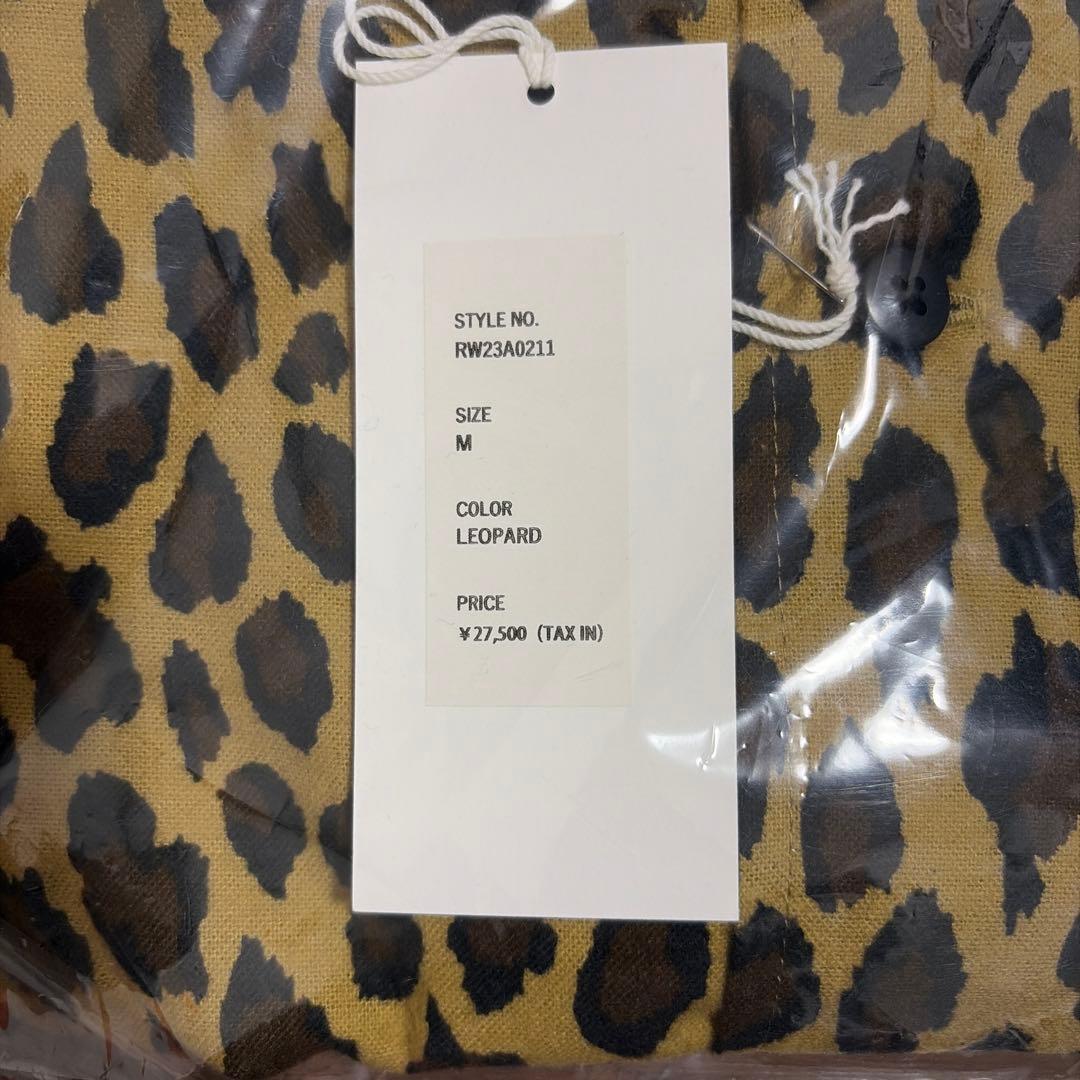 STYLE NO.
RW23A0211
SIZE
M
COLOR
LEOPARD
PRICE
¥27,500 (TAX IN)